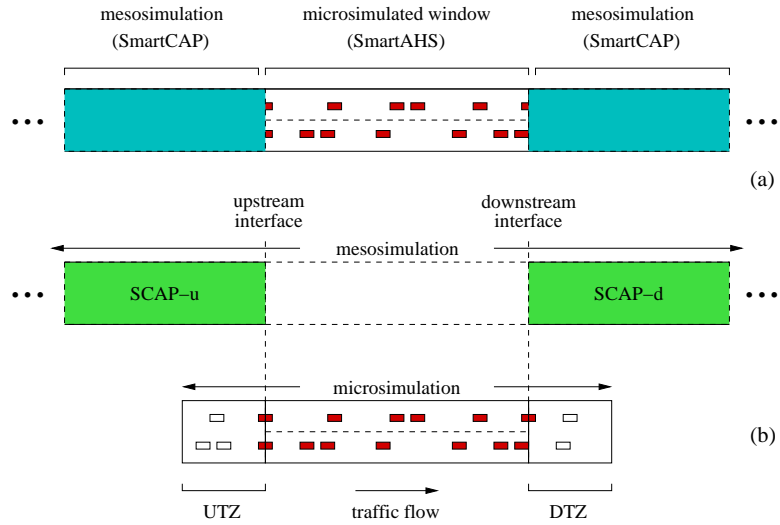 mesosimulation
(SmartCAP)
microsimulated window
(SmartAHS)
mesosimulation
(SmartCAP)
(a)
upstream
interface
downstream
interface
mesosimulation
SCAP−u
SCAP−d
microsimulation
(b)
UTZ
traffic flow
DTZ